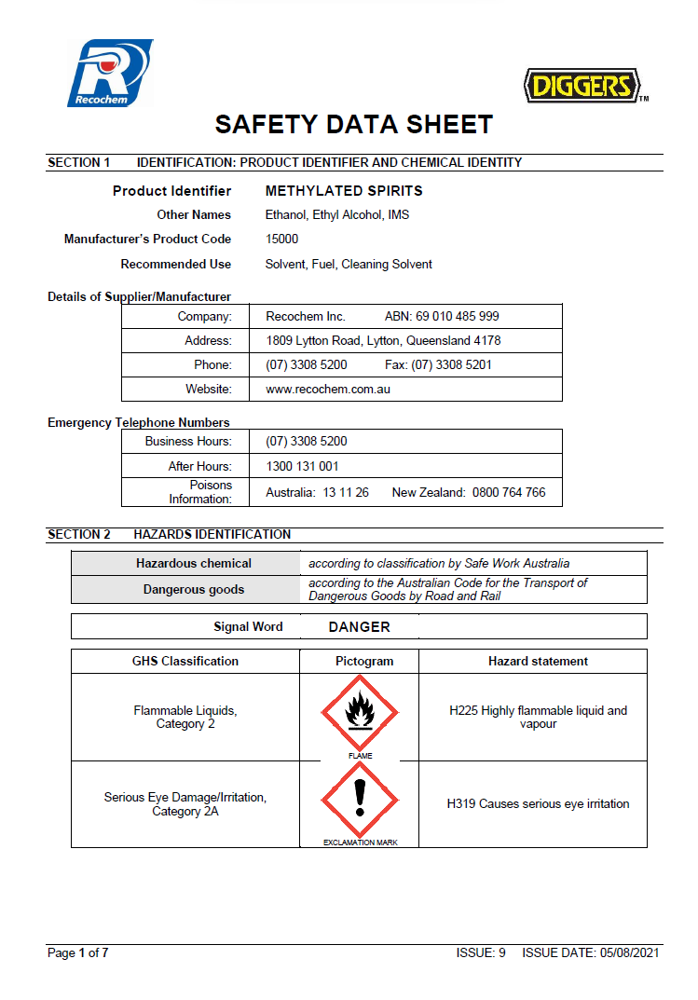 Recochem
DIGGERS TM
SAFETY DATA SHEET
SECTION 1 IDENTIFICATION: PRODUCT IDENTIFIER AND CHEMICAL IDENTITY
Product Identifier METHYLATED SPIRITS
Other Names Ethanol, Ethyl Alcohol, IMS
Manufacturer's Product Code 15000
Recommended Use Solvent, Fuel, Cleaning Solvent
Details of Supplier/Manufacturer
Company: Recochem Inc. ABN: 69 010 485 999
Address: 1809 Lytton Road, Lytton, Queensland 4178
Phone: (07) 3308 5200 Fax: (07) 3308 5201
Website: www.recochem.com.au
Emergency Telephone Numbers
Business Hours: (07) 3308 5200
After Hours: 1300 131 001
Poisons
Information: Australia: 13 11 26 New Zealand: 0800 764 766
SECTION 2 HAZARDS IDENTIFICATION
Hazardous chemical according to classification by Safe Work Australia
Dangerous goods according to the Australian Code for the Transport of
Dangerous Goods by Road and Rail
Signal Word DANGER
GHS Classification Pictogram Hazard statement
Flammable Liquids,
Category 2
FLAME
H225 Highly flammable liquid and
vapour
Serious Eye Damage/Irritation,
Category 2A
EXCLAMATION MARK
H319 Causes serious eye irritation
Page 1 of 7 ISSUE: 9 ISSUE DATE: 05/08/2021